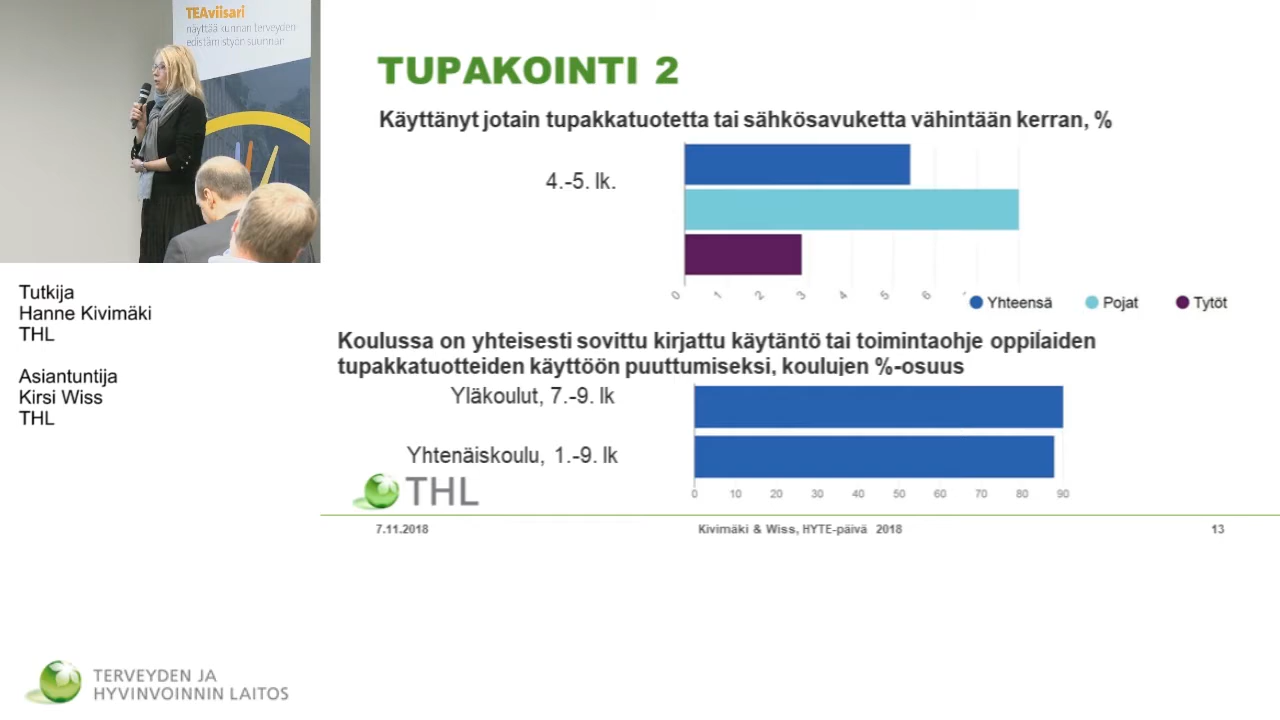 TEAviisari
näyttää kunnan terveyden-
edistämistyön suunnan
Tutkija
Hanne Kivimäki
THL
Asiantuntija
Kirsi Wiss
THL
TUPAKOINTI 2
Käyttänyt jotain tupakkatuotetta tai sähkösavuketta vähintään kerran, %
4.-5. lk.
0 1 2 3 4 5 6
Yhteensä Pojat Tytöt
Koulussa on yhteisesti sovittu kirjattu käytäntö tai toimintaohje oppilaiden
tupakkatuotteiden käyttöön puuttumiseksi, koulujen %-osuus
Yläkoulut, 7.-9. lk
Yhtenäiskoulu, 1.-9. lk
0 10 20 30 40 50 60 70 80 90
THL
7.11.2018 Kivimäki & Wiss, HYTE-päivä 2018 13
TERVEYDEN JA
HYVINVOINNIN LAITOS